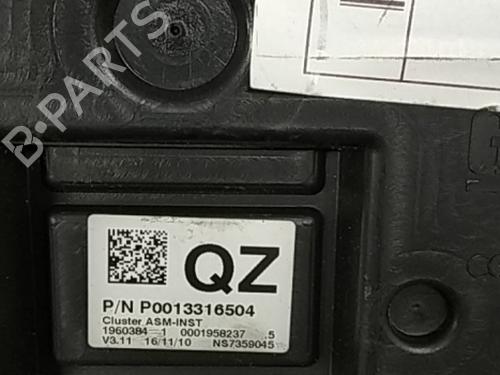 B-PARTS
QZ
P/N P0013316504
Cluster ASM-INST
1960384-1 0001958237 .5
V3.11 16/11/10 NS7359045